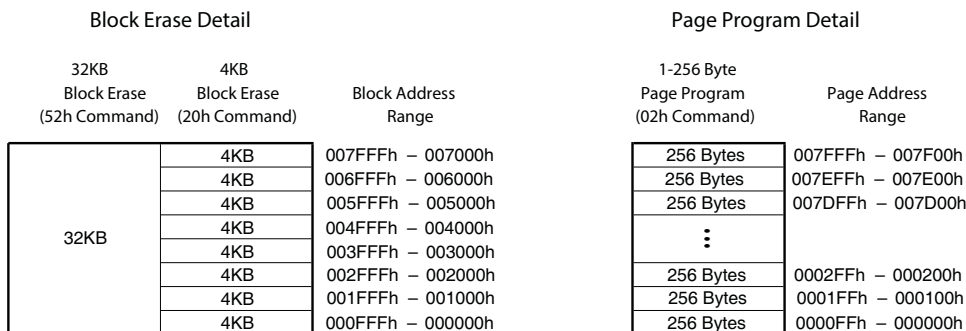 Block Erase Detail
Page Program Detail
32KB 4KB
Block Erase Block Erase Block Address
(52h Command) (20h Command) Range
1-256 Byte
Page Program Page Address
(02h Command) Range
32KB
4KB 007FFFh – 007000h
4KB 006FFFh – 006000h
4KB 005FFFh – 005000h
4KB 004FFFh – 004000h
4KB 003FFFh – 003000h
4KB 002FFFh – 002000h
4KB 001FFFh – 001000h
4KB 000FFFh – 000000h
256 Bytes 007FFFh – 007F00h
256 Bytes 007EFFh – 007E00h
256 Bytes 007DFFh – 007D00h
256 Bytes 0002FFh – 000200h
256 Bytes 0001FFh – 000100h
256 Bytes 0000FFh – 000000h